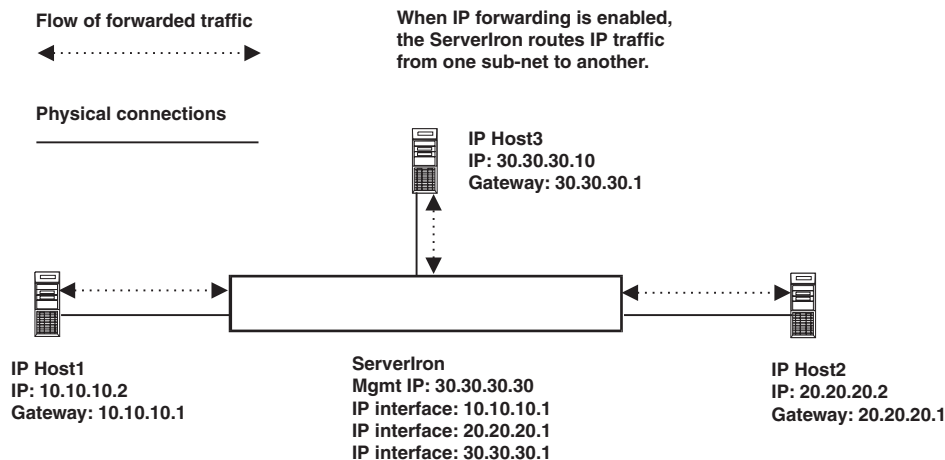 Flow of forwarded traffic
When IP forwarding is enabled,
the ServerIron routes IP traffic
from one sub-net to another.
Physical connections
IP Host3
IP: 30.30.30.10
Gateway: 30.30.30.1
IP Host1
IP: 10.10.10.2
Gateway: 10.10.10.1
ServerIron
Mgmt IP: 30.30.30.30
IP interface: 10.10.10.1
IP interface: 20.20.20.1
IP interface: 30.30.30.1
IP Host2
IP: 20.20.20.2
Gateway: 20.20.20.1